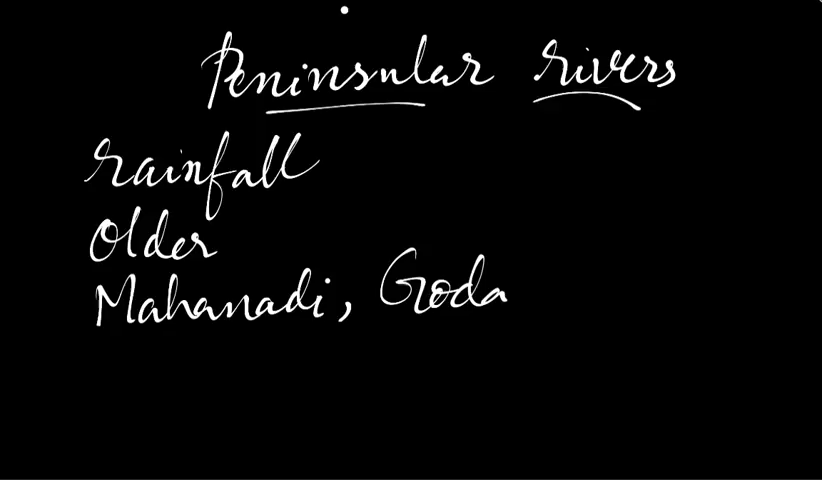 Peninsular rivers
rainfall
Older
Mahanadi, Goda